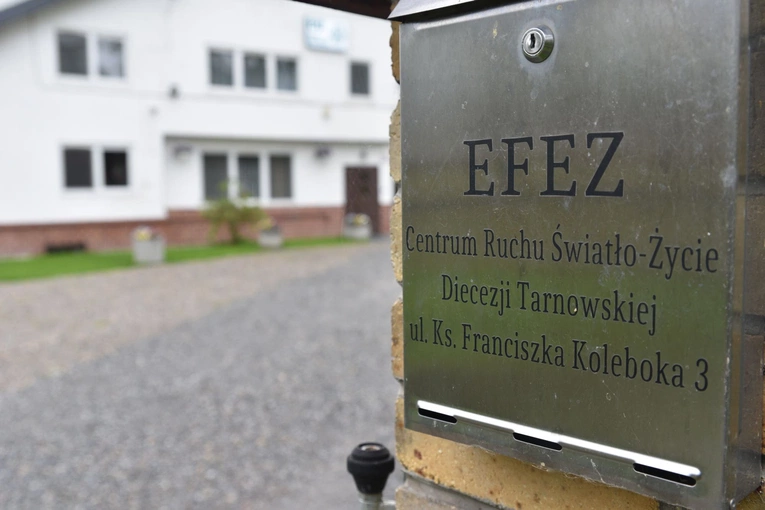 EFEZ
Centrum Ruchu Światło-Życie
Diecezji Tarnowskiej
ul. Ks. Franciszka Koleboka 3